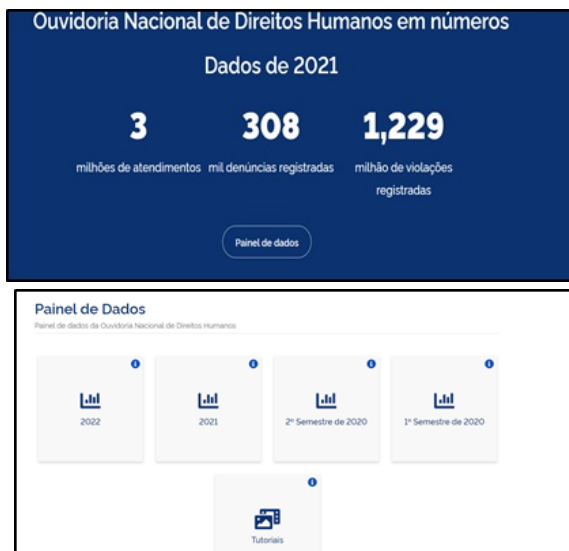 Ouvidoria Nacional de Direitos Humanos em números
Dados de 2021
3
308
1,229
milhões de atendimentos
mil denúncias registradas
milhão de violações
registradas
Painel de dados
Painel de Dados
Painel de dados da Ouvidoria Nacional de Direitos Humanos
2022
2021
2º Semestre de 2020
1º Semestre de 2020
Tutoriais